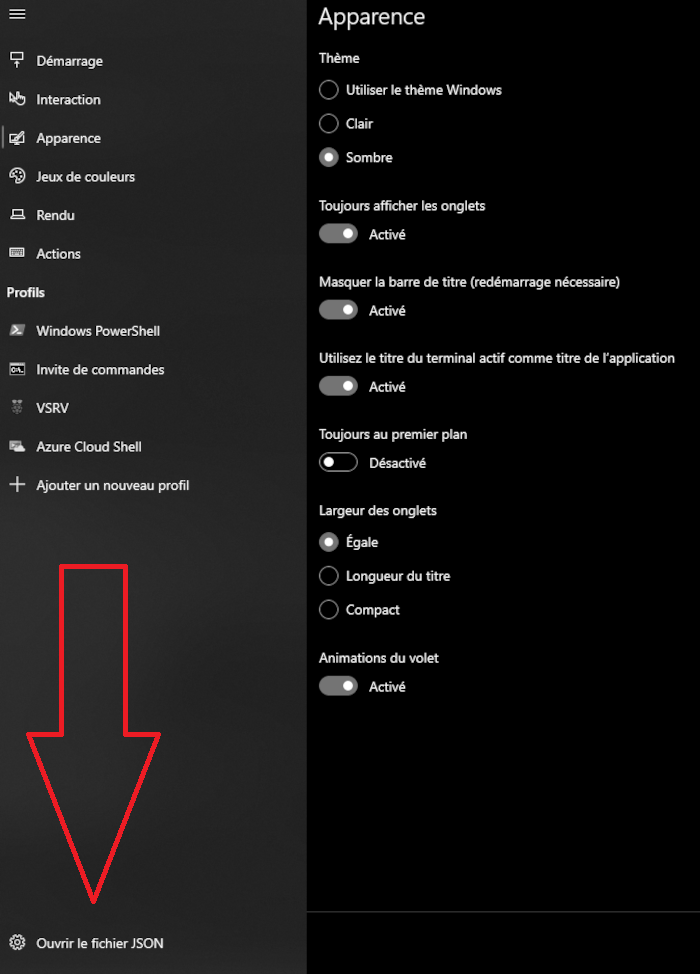 Démarrage
Interaction
Apparence
Jeux de couleurs
Rendu
Actions
Profils
Windows PowerShell
Invite de commandes
VSRV
Azure Cloud Shell
Ajouter un nouveau profil
Ouvrir le fichier JSON
Apparence
Thème
Utiliser le thème Windows
Clair
Sombre
Toujours afficher les onglets
Activé
Masquer la barre de titre (redémarrage nécessaire)
Activé
Utilisez le titre du terminal actif comme titre de l’application
Activé
Toujours au premier plan
Désactivé
Largeur des onglets
Égale
Longueur du titre
Compact
Animations du volet
Activé